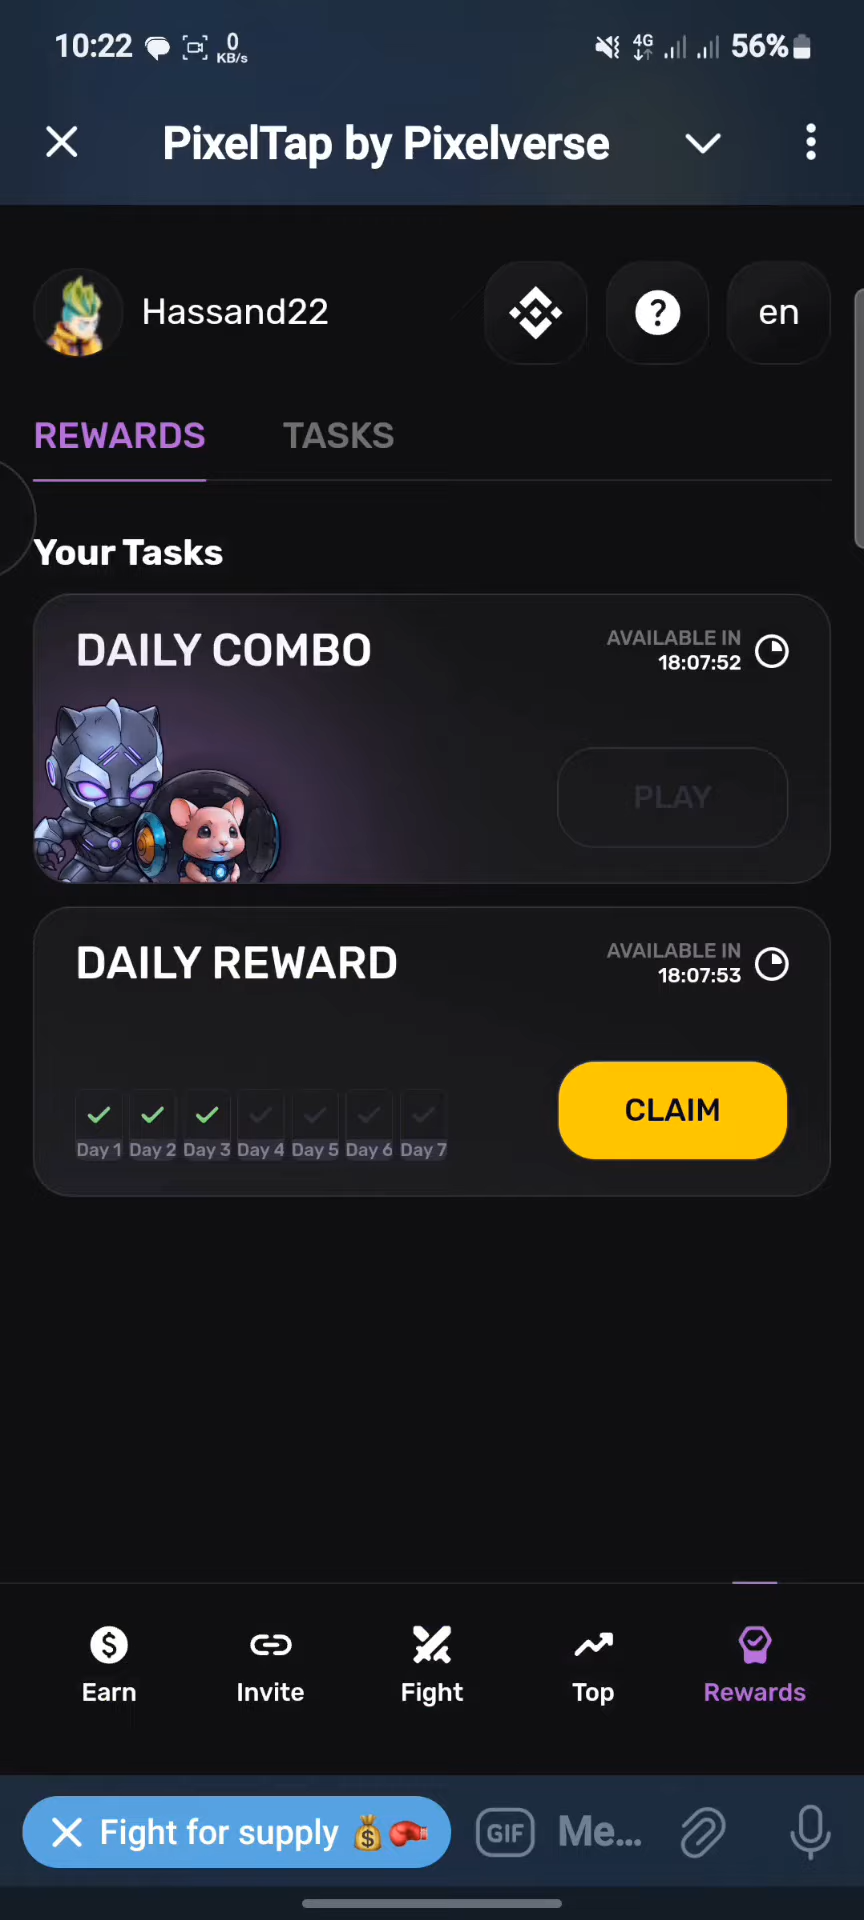 10:22
0
KB/s
4G
56%
PixelTap by Pixelverse
Hassand22
?
en
REWARDS
TASKS
Your Tasks
DAILY COMBO
AVAILABLE IN
18:07:52
PLAY
DAILY REWARD
AVAILABLE IN
18:07:53
Day 1 Day 2 Day 3 Day 4 Day 5 Day 6 Day 7
CLAIM
$
Earn
Invite
Fight
Top
Rewards
Fight for supply 💰🥊
GIF
Me...